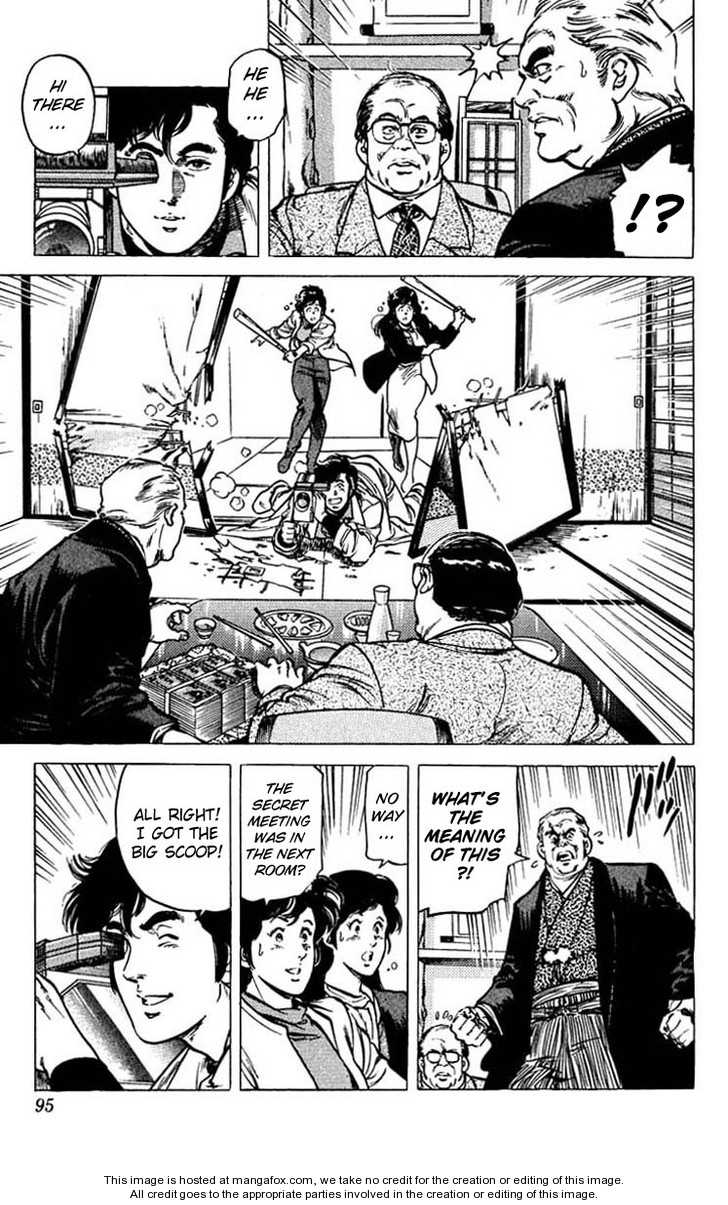 !?
HE
HE
...
HI
THERE
...
WHAT'S
THE
MEANING
OF THIS
?!
NO
WAY
...
THE
SECRET
MEETING
WAS IN
THE NEXT
ROOM?
ALL RIGHT!
I GOT THE
BIG SCOOP!
95
This image is hosted at mangafox.com, we take no credit for the creation or editing of this image.
All credit goes to the appropriate parties involved in the creation or editing of this image.